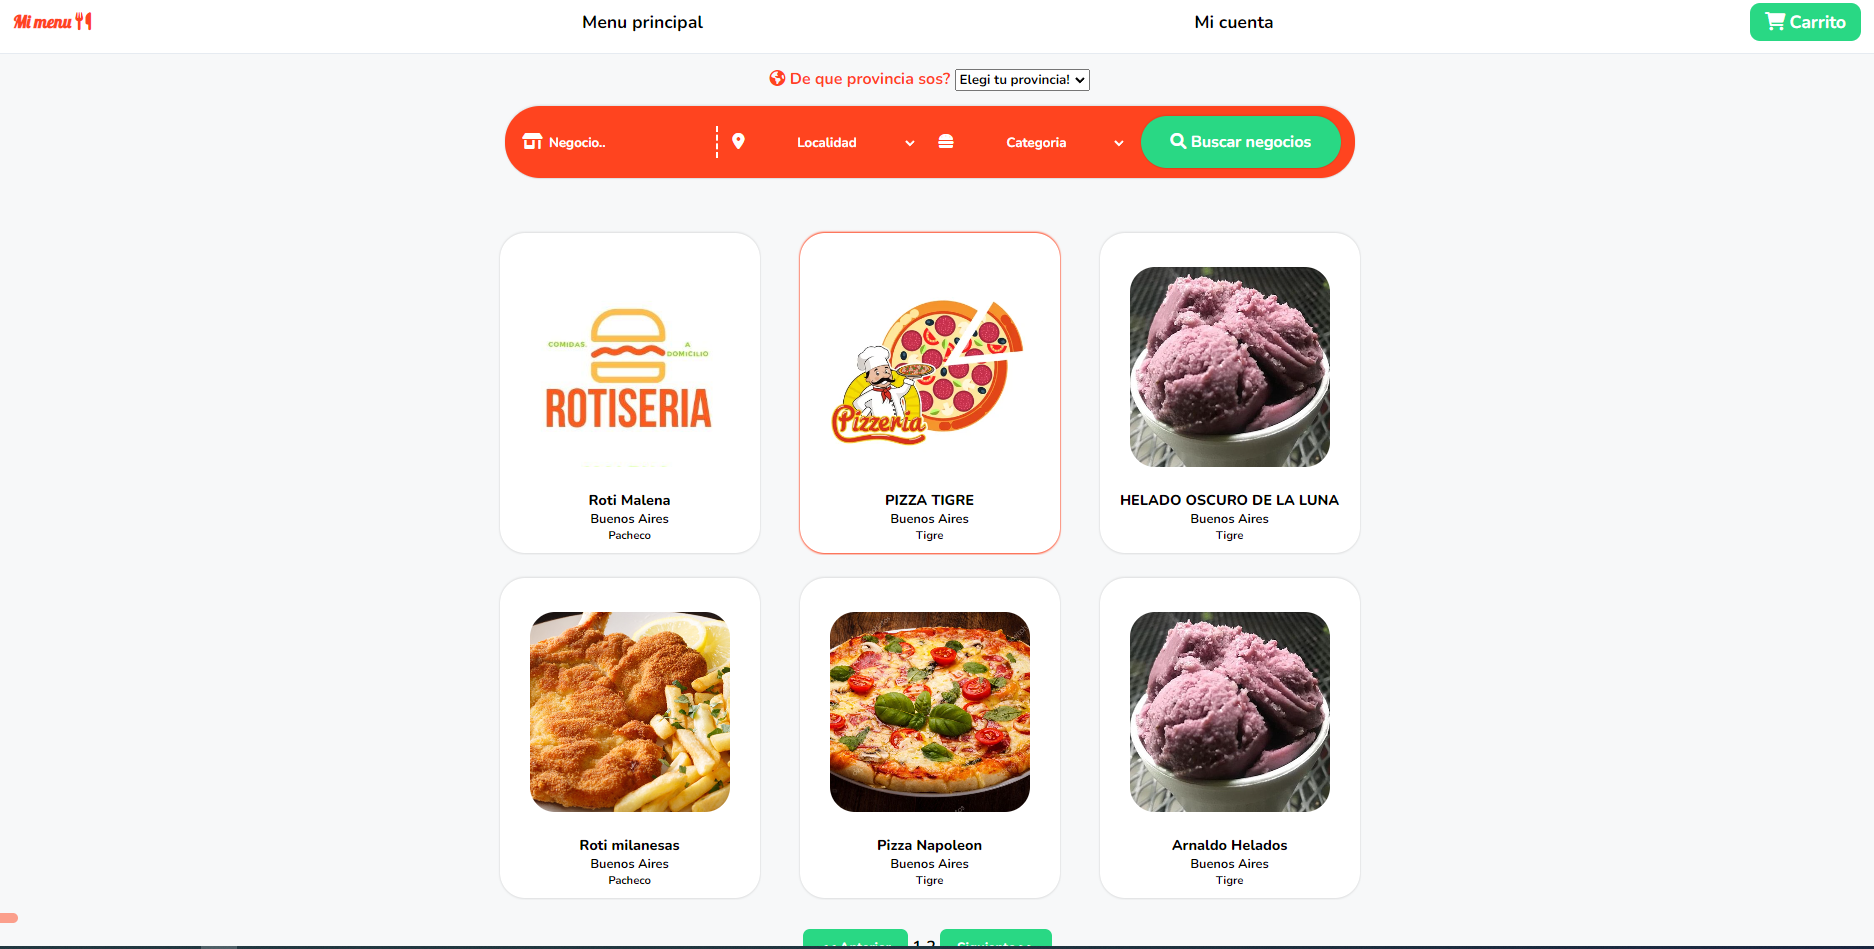 Mi menu
Menu principal
Mi cuenta
Carrito
De que provincia sos? Elegi tu provincia!
Negocio..
Localidad
Categoria
Buscar negocios
COMIDAS
A DOMICILIO
ROTISERIA
Roti Malena
Buenos Aires
Pacheco
Pizzeria
PIZZA TIGRE
Buenos Aires
Tigre
HELADO OSCURO DE LA LUNA
Buenos Aires
Tigre
Roti milanesas
Buenos Aires
Pacheco
Pizza Napoleon
Buenos Aires
Tigre
Arnaldo Helados
Buenos Aires
Tigre
<< Anterior 1 2 Siguiente >>